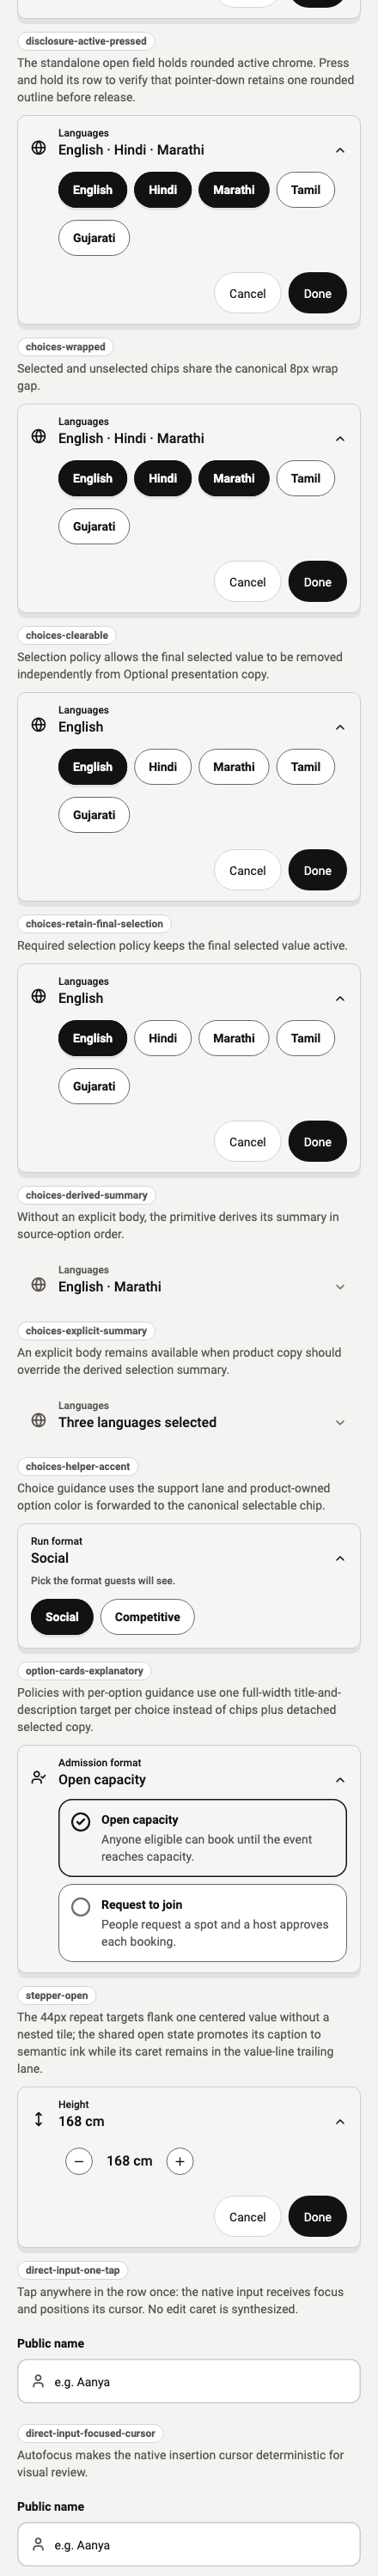 Done
disclosure-active-pressed
The standalone open field holds rounded active chrome. Press
and hold its row to verify that pointer-down retains one rounded
outline before release.
Languages
English · Hindi · Marathi
English Hindi Marathi Tamil
Gujarati
Cancel Done
choices-wrapped
Selected and unselected chips share the canonical 8px wrap
gap.
Languages
English · Hindi · Marathi
English Hindi Marathi Tamil
Gujarati
Cancel Done
choices-clearable
Selection policy allows the final selected value to be removed
independently from Optional presentation copy.
Languages
English
English Hindi Marathi Tamil
Gujarati
Cancel Done
choices-retain-final-selection
Required selection policy keeps the final selected value active.
Languages
English
English Hindi Marathi Tamil
Gujarati
Cancel Done
choices-derived-summary
Without an explicit body, the primitive derives its summary in
source-option order.
Languages
English · Marathi
choices-explicit-summary
An explicit body remains available when product copy should
override the derived selection summary.
Languages
Three languages selected
choices-helper-accent
Choice guidance uses the support lane and product-owned
option color is forwarded to the canonical selectable chip.
Run format
Social
Pick the format guests will see.
Social Competitive
option-cards-explanatory
Policies with per-option guidance use one full-width title-and-
description target per choice instead of chips plus detached
selected copy.
Admission format
Open capacity
Open capacity
Anyone eligible can book until the event
reaches capacity.
Request to join
People request a spot and a host approves
each booking.
stepper-open
The 44px repeat targets flank one centered value without a
nested tile; the shared open state promotes its caption to
semantic ink while its caret remains in the value-line trailing
lane.
Height
168 cm
168 cm
Cancel Done
direct-input-one-tap
Tap anywhere in the row once: the native input receives focus
and positions its cursor. No edit caret is synthesized.
Public name
e.g. Aanya
direct-input-focused-cursor
Autofocus makes the native insertion cursor deterministic for
visual review.
Public name
e.g. Aanya